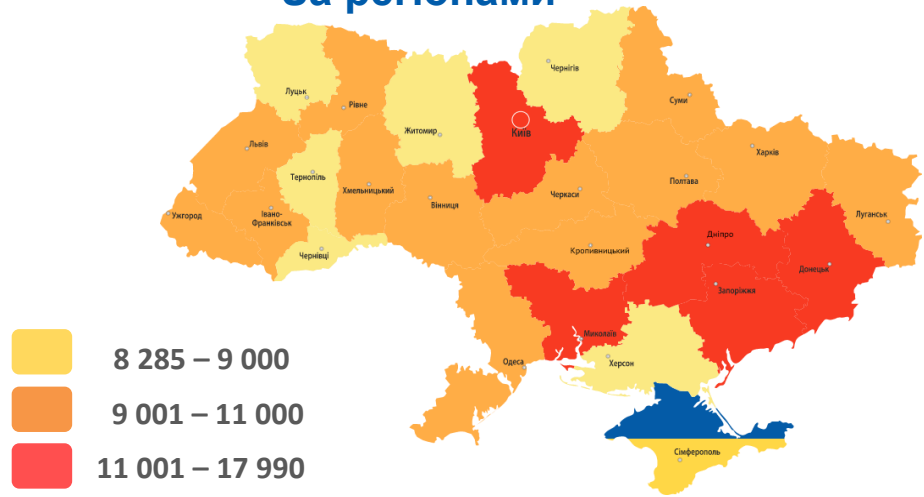 За регіонами
Чернігів
Луцьк
Рівне
Суми
Житомир
Київ
Львів
Харків
Тернопіль
Хмельницький
Полтава
Черкаси
Вінниця
Ужгород
Івано-
Франківськ
Луганськ
Чернівці
Кропивницький
Дніпро
Донецьк
Запоріжжя
Миколаїв
Одеса
Херсон
8 285 – 9 000
9 001 – 11 000
11 001 – 17 990
Сімферополь